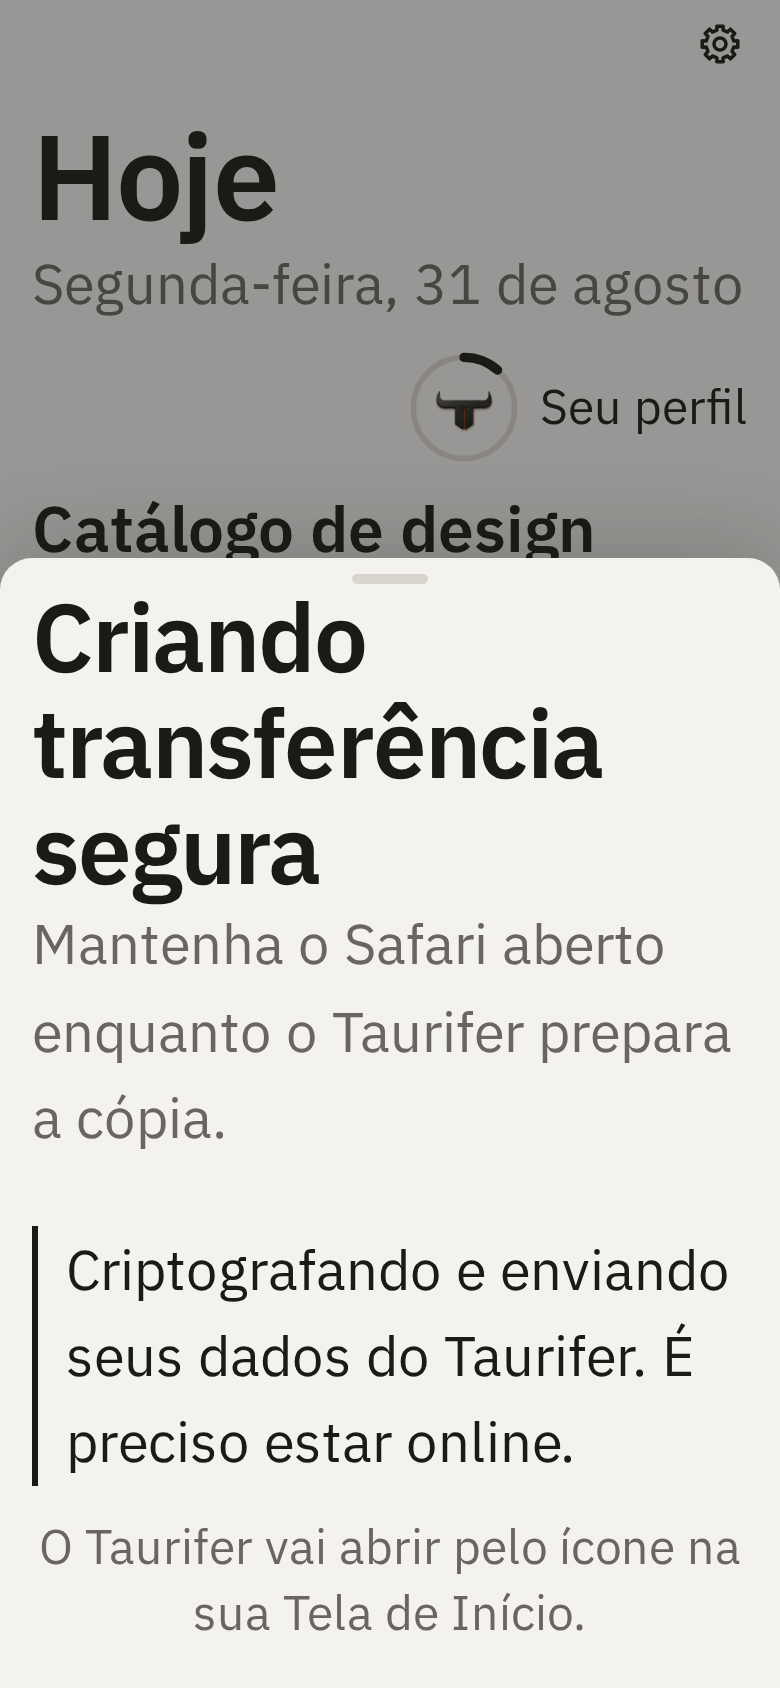 Hoje
Segunda-feira, 31 de agosto
Seu perfil
Catálogo de design
Criando
transferência
segura
Mantenha o Safari aberto
enquanto o Taurifer prepara
a cópia.
Criptografando e enviando
seus dados do Taurifer. É
preciso estar online.
O Taurifer vai abrir pelo ícone na
sua Tela de Início.